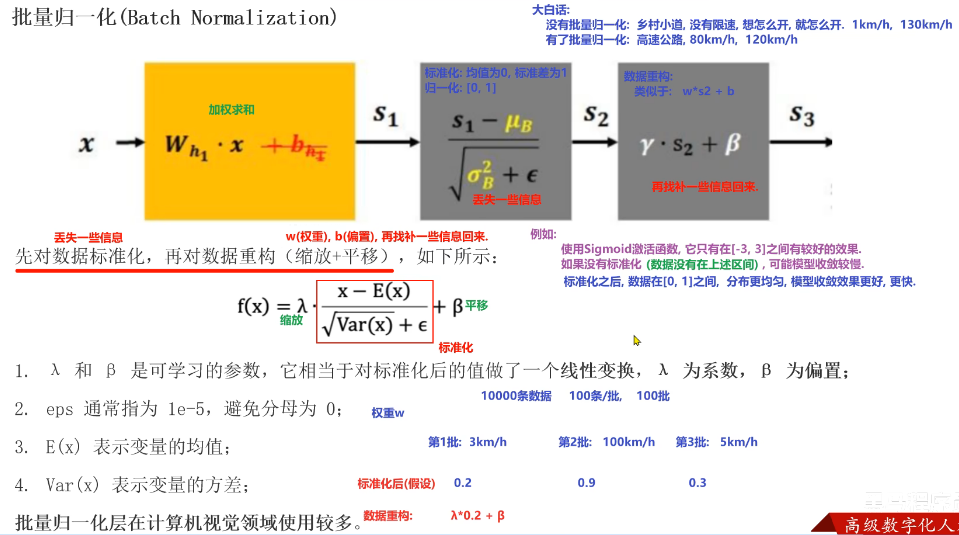 批量归一化(Batch Normalization)
大白话:
没有批量归一化: 乡村小道, 没有限速, 想怎么开, 就怎么开. 1km/h, 130km/h
有了批量归一化: 高速公路, 80km/h, 120km/h
标准化: 均值为0, 标准差为1
归一化: [0, 1]
数据重构:
类似于: w*s2 + b
加权求和
x
W_{h_1} · x + b_{h_1}
s_1
\frac{s_1 - μ_B}{\sqrt{σ_B^2 + ϵ}}
s_2
γ · s_2 + β
s_3
丢失一些信息
再找补一些信息回来.
丢失一些信息
w(权重), b(偏置), 再找补一些信息回来.
例如:
先对数据标准化，再对数据重构（缩放+平移），如下所示：
使用Sigmoid激活函数, 它只有在[-3, 3]之间有较好的效果.
如果没有标准化 (数据没有在上述区间) , 可能模型收敛较慢.
标准化之后, 数据在[0, 1]之间, 分布更均匀, 模型收敛效果更好, 更快.
f(x) = λ · \frac{x − E(x)}{\sqrt{Var(x)} + ϵ} + β
缩放
平移
标准化
1. λ 和 β 是可学习的参数，它相当于对标准化后的值做了一个线性变换，λ 为系数，β 为偏置；
10000条数据 100条/批, 100批
2. eps 通常指为 1e-5，避免分母为 0；
权重w
第1批: 3km/h 第2批: 100km/h 第3批: 5km/h
3. E(x) 表示变量的均值；
4. Var(x) 表示变量的方差；
标准化后(假设) 0.2 0.9 0.3
批量归一化层在计算机视觉领域使用较多。
数据重构: λ*0.2 + β
高级数字化人